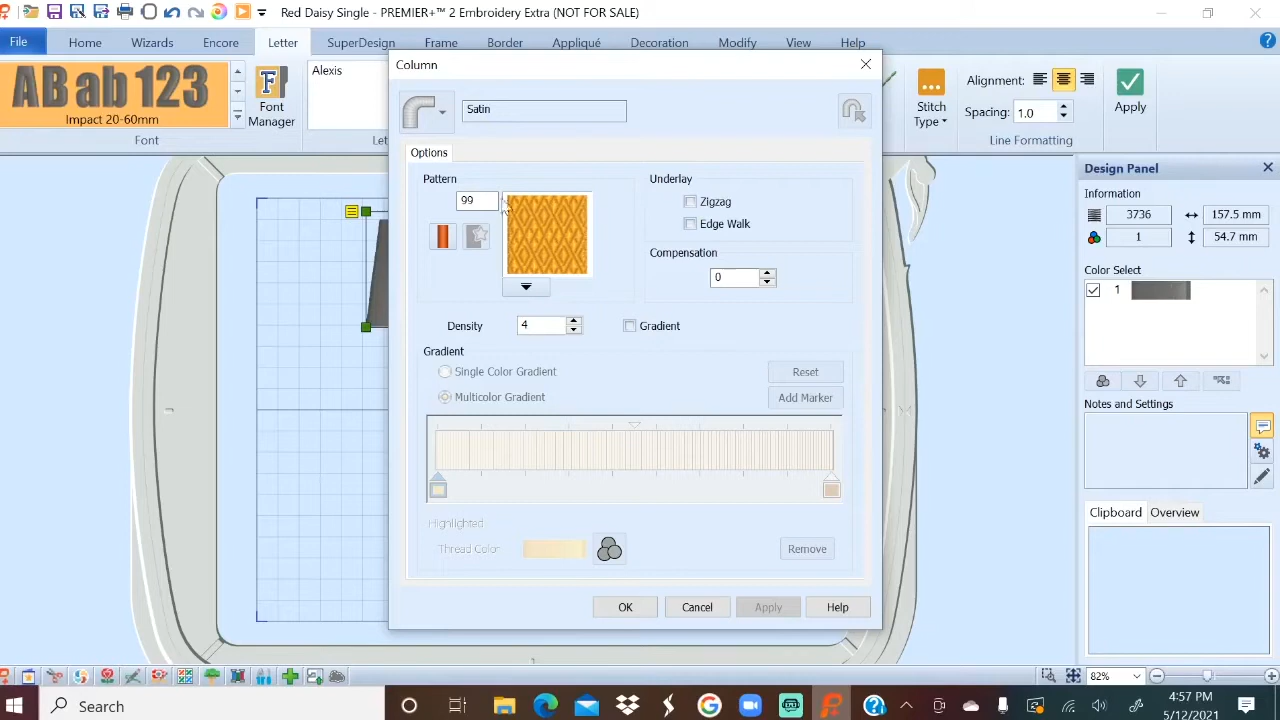 Red Daisy Single - PREMIER+™ 2 Embroidery Extra (NOT FOR SALE)
File Home Wizards Encore Letter SuperDesign Frame Border Appliqué Decoration Modify View Help
AB ab 123
Impact 20-60mm
Font
Manager
Alexis
Font
Column
Satin
Stitch
Type
Alignment:
Spacing: 1.0
Apply
Line Formatting
Options
Pattern
99
Underlay
Zigzag
Edge Walk
Compensation
0
Density 4
Gradient
Gradient
Single Color Gradient
Reset
Multicolor Gradient
Add Marker
Highlighted
Thread Color
Remove
OK Cancel Apply Help
Design Panel
Information
3736 157.5 mm
1 54.7 mm
Color Select
1
Notes and Settings
Clipboard Overview
82%
Search
4:57 PM
5/12/2021